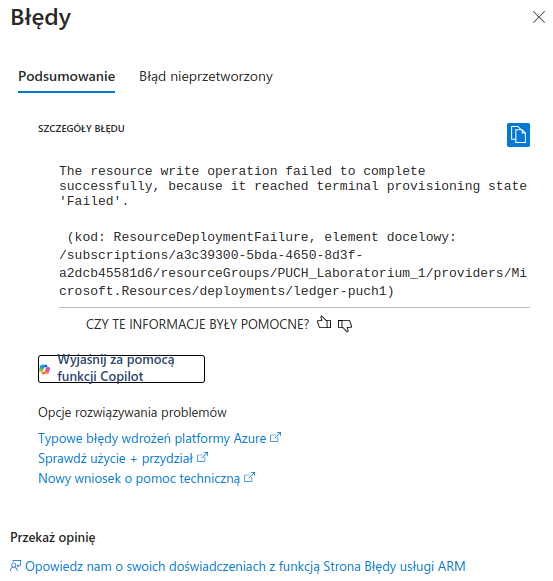 Błędy
Podsumowanie
Błąd nieprzetworzony
SZCZEGÓŁY BŁĘDU
The resource write operation failed to complete
successfully, because it reached terminal provisioning state
'Failed'.
(kod: ResourceDeploymentFailure, element docelowy:
/subscriptions/a3c39300-5bda-4650-8d3f-
a2dcb45581d6/resourceGroups/PUCH_Laboratorium_1/providers/Mi
crosoft.Resources/deployments/ledger-puch1)
CZY TE INFORMACJE BYŁY POMOCNE?
Wyjaśnij za pomocą
funkcji Copilot
Opcje rozwiązywania problemów
Typowe błędy wdrożeń platformy Azure
Sprawdź użycie + przydział
Nowy wniosek o pomoc techniczną
Przekaż opinię
Opowiedz nam o swoich doświadczeniach z funkcją Strona Błędy usługi ARM